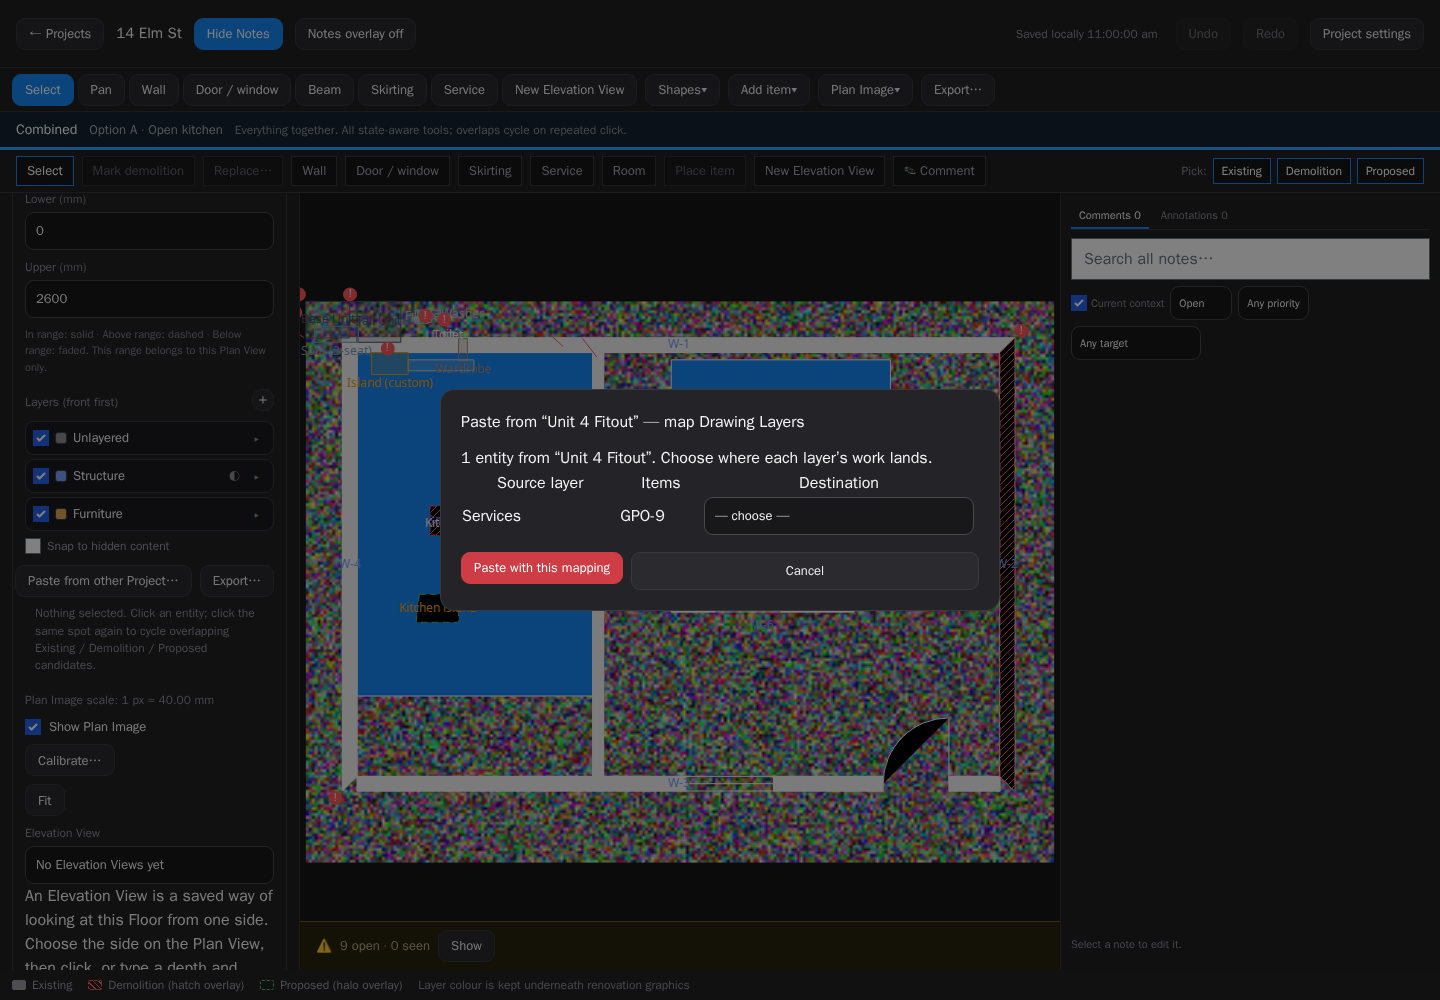 ← Projects
14 Elm St
Hide Notes
Notes overlay off
Saved locally 11:00:00 am
Undo
Redo
Project settings
Select
Pan
Wall
Door / window
Beam
Skirting
Service
New Elevation View
Shapes▾
Add item▾
Plan Image▾
Export…
Combined
Option A · Open kitchen
Everything together. All state-aware tools; overlaps cycle on repeated click.
Select
Mark demolition
Replace…
Wall
Door / window
Skirting
Service
Room
Place item
New Elevation View
✎ Comment
Pick:
Existing
Demolition
Proposed
Lower (mm)
0
Upper (mm)
2600
In range: solid · Above range: dashed · Below
range: faded. This range belongs to this Plan View
only.
Layers (front first)
+
Unlayered
Structure
Furniture
Snap to hidden content
Paste from other Project…
Export…
Nothing selected. Click an entity; click the
same spot again to cycle overlapping
Existing / Demolition / Proposed
candidates.
Plan Image scale: 1 px = 40.00 mm
Show Plan Image
Calibrate…
Fit
Elevation View
No Elevation Views yet
An Elevation View is a saved way of
looking at this Floor from one side.
Choose the side on the Plan View,
then click, or type a depth and
W-1
Toilet
Wardrobe
Island (custom)
W-4
W-2
Kitchen Island
Paste from “Unit 4 Fitout” — map Drawing Layers
1 entity from “Unit 4 Fitout”. Choose where each layer’s work lands.
Source layer
Items
Destination
Services
GPO-9
— choose —
Paste with this mapping
Cancel
9 open · 0 seen
Show
Comments 0
Annotations 0
Search all notes…
Current context
Open
Any priority
Any target
Select a note to edit it.
Existing
Demolition (hatch overlay)
Proposed (halo overlay)
Layer colour is kept underneath renovation graphics